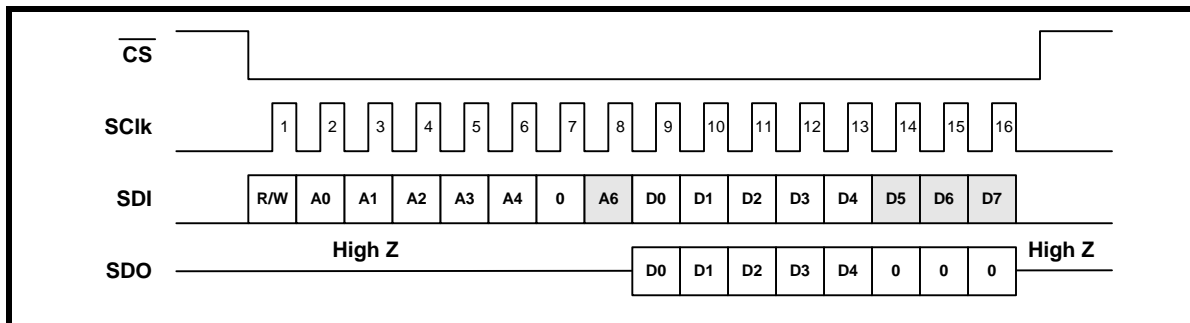 CS
SClk 1 2 3 4 5 6 7 8 9 10 11 12 13 14 15 16
SDI R/W A0 A1 A2 A3 A4 0 A6 D0 D1 D2 D3 D4 D5 D6 D7
High Z High Z
SDO D0 D1 D2 D3 D4 0 0 0